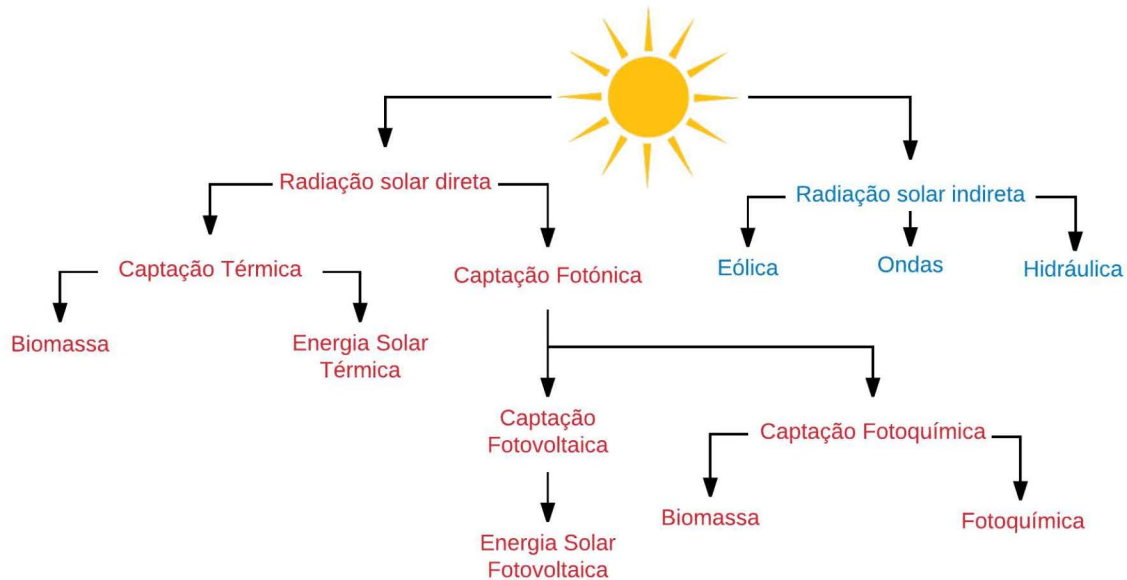 Radiação solar direta
Radiação solar indireta
Captação Térmica
Captação Fotónica
Eólica
Ondas
Hidráulica
Biomassa
Energia Solar
Térmica
Captação
Fotovoltaica
Captação Fotoquímica
Biomassa
Fotoquímica
Energia Solar
Fotovoltaica